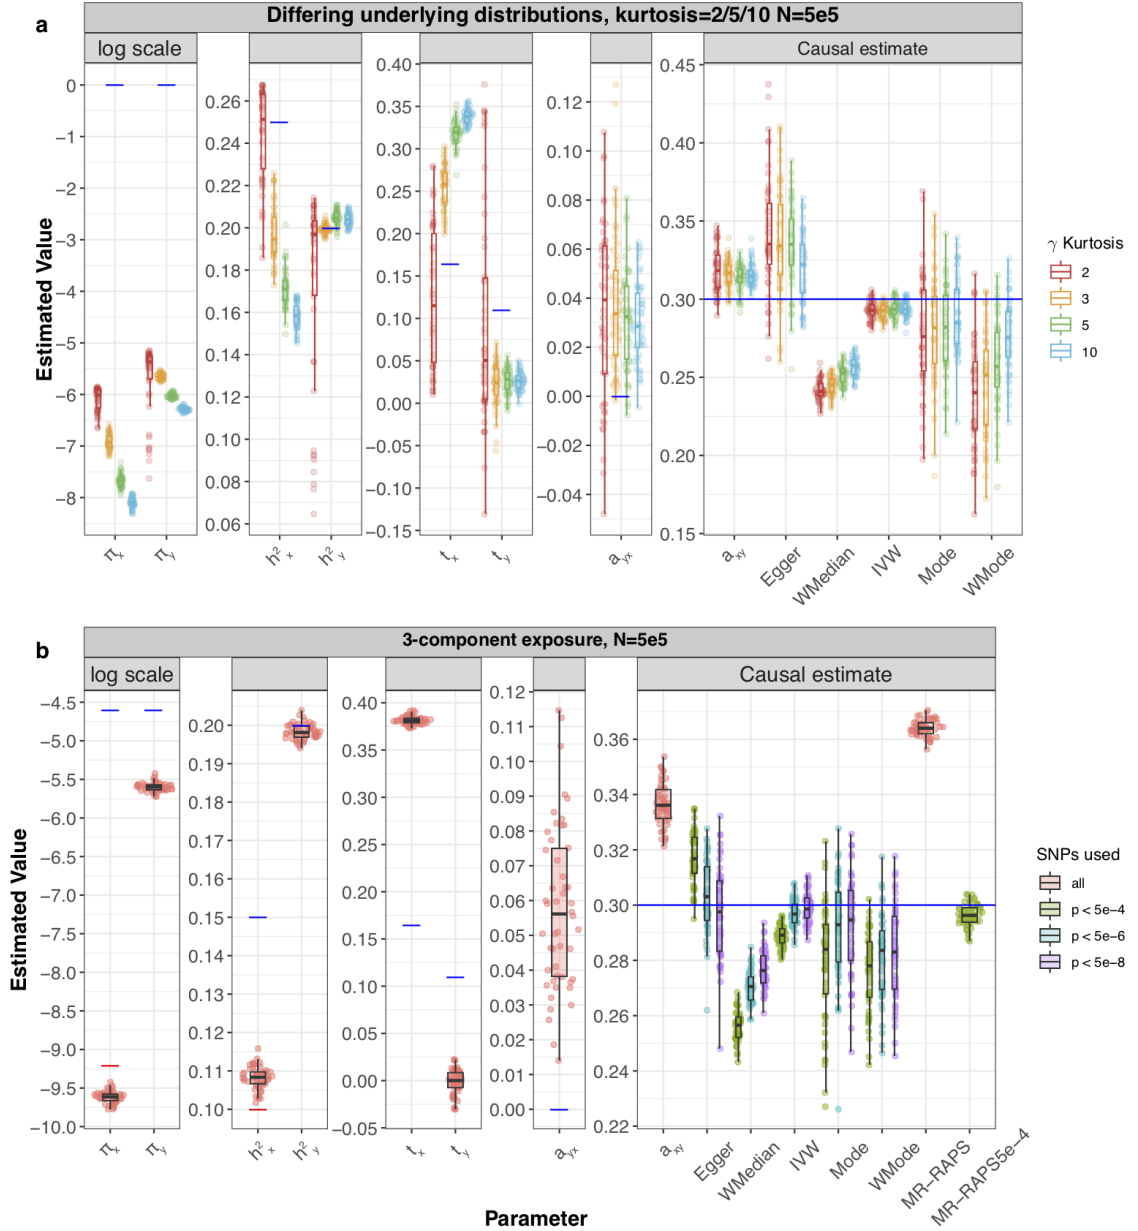 a
Differing underlying distributions, kurtosis=2/5/10 N=5e5
log scale
Causal estimate
Estimated Value
0
−1
−2
−3
−4
−5
−6
−7
−8
0.26
0.24
0.22
0.20
0.18
0.16
0.14
0.12
0.10
0.08
0.06
0.40
0.35
0.30
0.25
0.20
0.15
0.10
0.05
0.00
−0.05
−0.10
−0.15
0.12
0.10
0.08
0.06
0.04
0.02
0.00
−0.02
−0.04
0.45
0.40
0.35
0.30
0.25
0.20
0.15
πx
πy
h²x
h²y
tx
ty
ayx
axy
Egger
WMedian
IVW
Mode
WMode
γ Kurtosis
2
3
5
10
b
3-component exposure, N=5e5
log scale
Causal estimate
Estimated Value
−4.5
−5.0
−5.5
−6.0
−6.5
−7.0
−7.5
−8.0
−8.5
−9.0
−9.5
−10.0
0.20
0.19
0.18
0.17
0.16
0.15
0.14
0.13
0.12
0.11
0.10
0.40
0.35
0.30
0.25
0.20
0.15
0.10
0.05
0.00
−0.05
0.12
0.11
0.10
0.09
0.08
0.07
0.06
0.05
0.04
0.03
0.02
0.01
0.00
0.36
0.34
0.32
0.30
0.28
0.26
0.24
0.22
πx
πy
h²x
h²y
tx
ty
ayx
axy
Egger
WMedian
IVW
Mode
WMode
MR−RAPS
MR−RAPS5e−4
SNPs used
all
p < 5e−4
p < 5e−6
p < 5e−8
Parameter